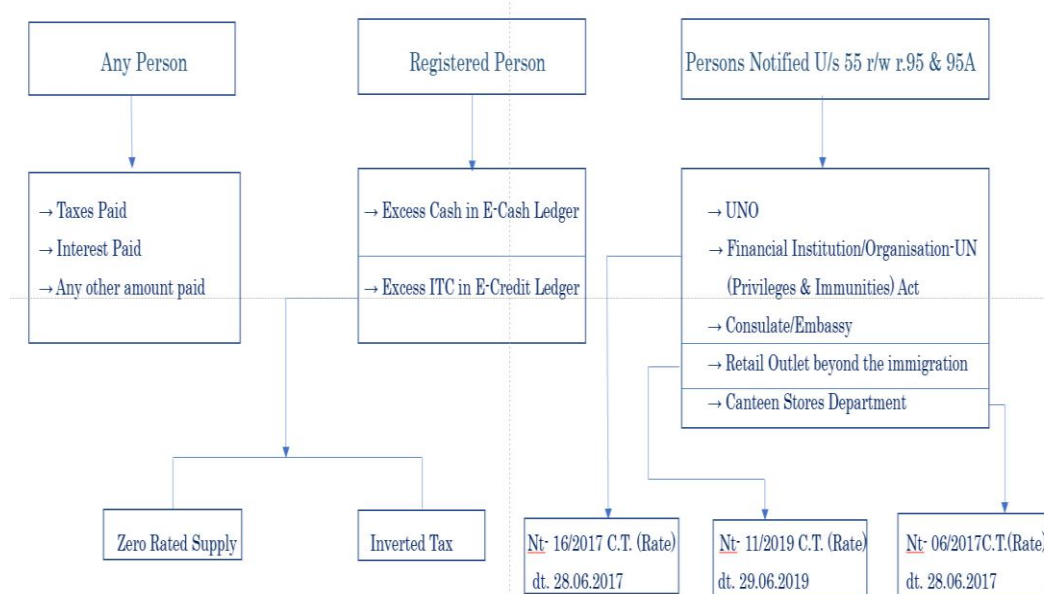 Any Person
Registered Person
Persons Notified U/s 55 r/w r.95 & 95A
→ Taxes Paid
→ Interest Paid
→ Any other amount paid
→ Excess Cash in E-Cash Ledger
→ Excess ITC in E-Credit Ledger
→ UNO
→ Financial Institution/Organisation-UN
(Privileges & Immunities) Act
→ Consulate/Embassy
→ Retail Outlet beyond the immigration
→ Canteen Stores Department
Zero Rated Supply
Inverted Tax
Nt- 16/2017 C.T. (Rate)
dt. 28.06.2017
Nt- 11/2019 C.T. (Rate)
dt. 29.06.2019
Nt- 06/2017C.T.(Rate)
dt. 28.06.2017